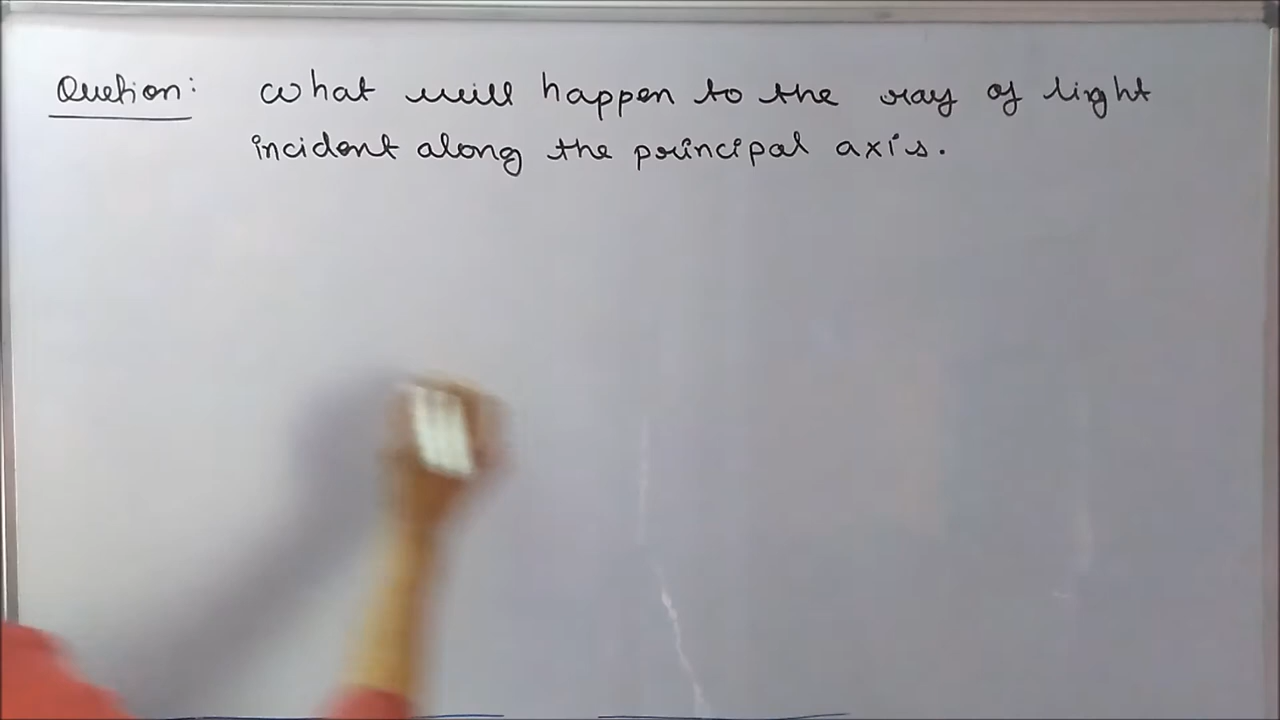 Question: What will happen to the ray of light
incident along the principal axis.